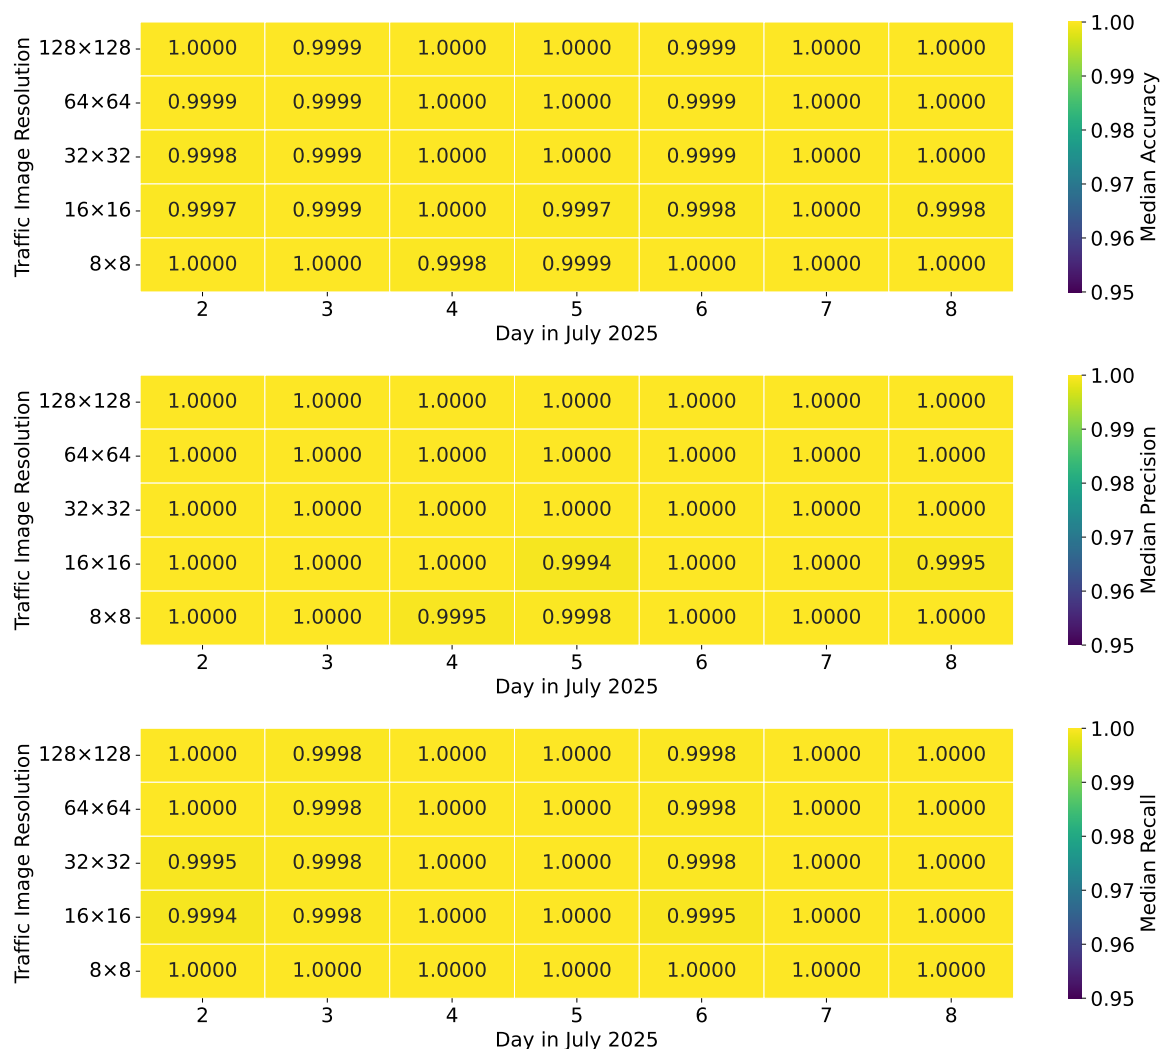 Traffic Image Resolution
128×128 1.0000 0.9999 1.0000 1.0000 0.9999 1.0000 1.0000
64×64 0.9999 0.9999 1.0000 1.0000 0.9999 1.0000 1.0000
32×32 0.9998 0.9999 1.0000 1.0000 0.9999 1.0000 1.0000
16×16 0.9997 0.9999 1.0000 0.9997 0.9998 1.0000 0.9998
8×8 1.0000 1.0000 0.9998 0.9999 1.0000 1.0000 1.0000
2 3 4 5 6 7 8
Day in July 2025
1.00
0.99
0.98
0.97
0.96
0.95
Median Accuracy
Traffic Image Resolution
128×128 1.0000 1.0000 1.0000 1.0000 1.0000 1.0000 1.0000
64×64 1.0000 1.0000 1.0000 1.0000 1.0000 1.0000 1.0000
32×32 1.0000 1.0000 1.0000 1.0000 1.0000 1.0000 1.0000
16×16 1.0000 1.0000 1.0000 0.9994 1.0000 1.0000 0.9995
8×8 1.0000 1.0000 0.9995 0.9998 1.0000 1.0000 1.0000
2 3 4 5 6 7 8
Day in July 2025
1.00
0.99
0.98
0.97
0.96
0.95
Median Precision
Traffic Image Resolution
128×128 1.0000 0.9998 1.0000 1.0000 0.9998 1.0000 1.0000
64×64 1.0000 0.9998 1.0000 1.0000 0.9998 1.0000 1.0000
32×32 0.9995 0.9998 1.0000 1.0000 0.9998 1.0000 1.0000
16×16 0.9994 0.9998 1.0000 1.0000 0.9995 1.0000 1.0000
8×8 1.0000 1.0000 1.0000 1.0000 1.0000 1.0000 1.0000
2 3 4 5 6 7 8
Day in July 2025
1.00
0.99
0.98
0.97
0.96
0.95
Median Recall